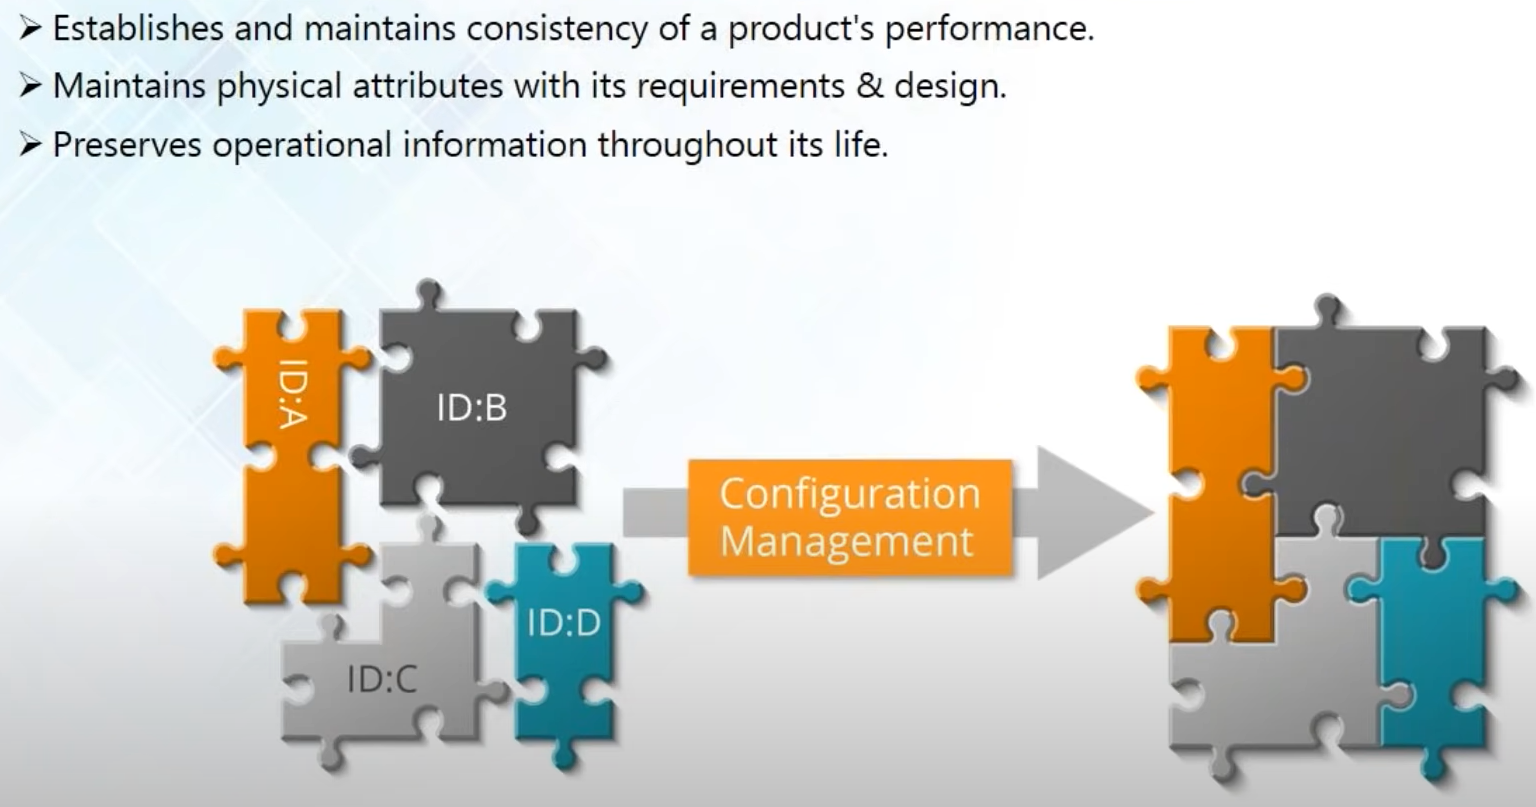 ➢ Establishes and maintains consistency of a product's performance.
➢ Maintains physical attributes with its requirements & design.
➢ Preserves operational information throughout its life.
ID:A
ID:B
Configuration
Management
ID:C
ID:D